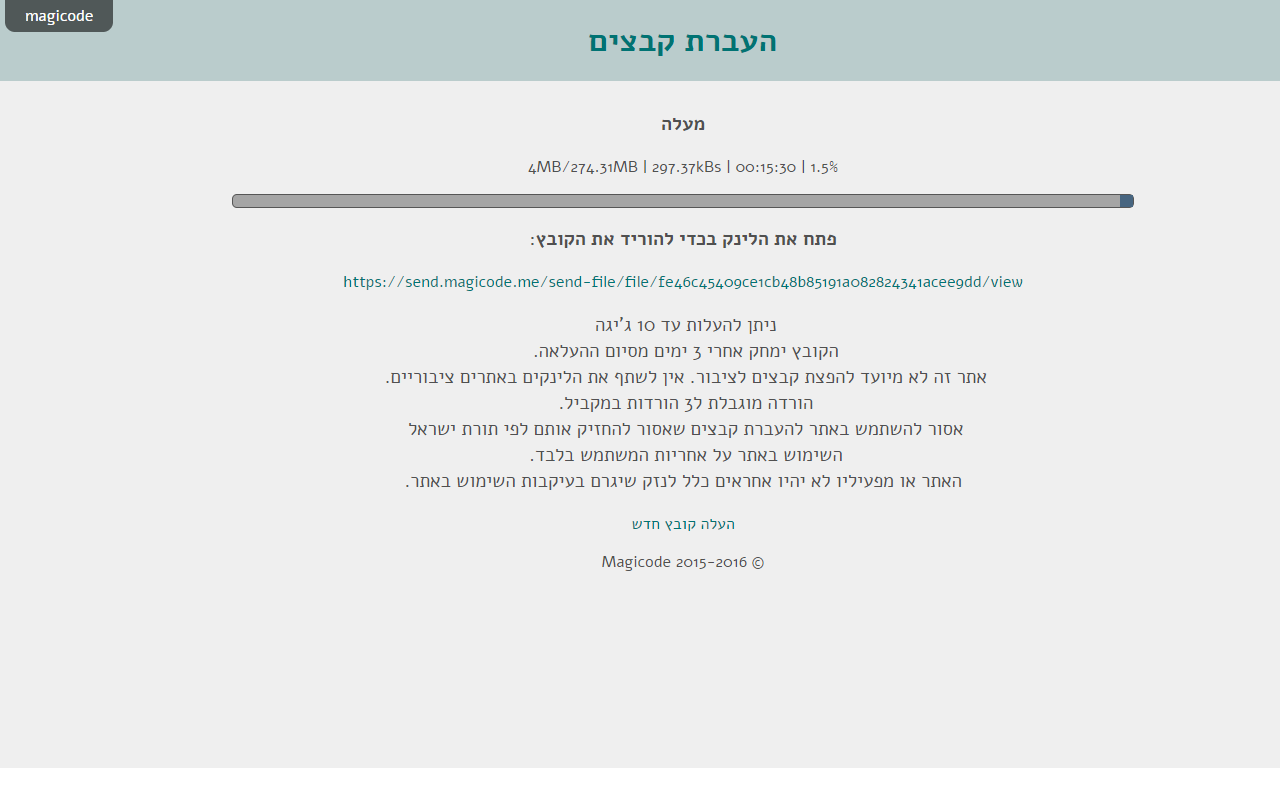 magicode
העברת קבצים
מעלה
4MB/274.31MB | 297.37kBs | 00:15:30 | 1.5%
פתח את הלינק בכדי להוריד את הקובץ:
https://send.magicode.me/send-file/file/fe46c45409ce1cb48b85191a082824341acee9dd/view
ניתן להעלות עד 10 ג'יגה
הקובץ ימחק אחרי 3 ימים מסיום ההעלאה.
אתר זה לא מיועד להפצת קבצים לציבור. אין לשתף את הלינקים באתרים ציבוריים.
הורדה מוגבלת ל3 הורדות במקביל.
אסור להשתמש באתר להעברת קבצים שאסור להחזיק אותם לפי תורת ישראל
השימוש באתר על אחריות המשתמש בלבד.
האתר או מפעיליו לא יהיו אחראים כלל לנזק שיגרם בעיקבות השימוש באתר.
העלה קובץ חדש
Magicode 2015-2016 ©